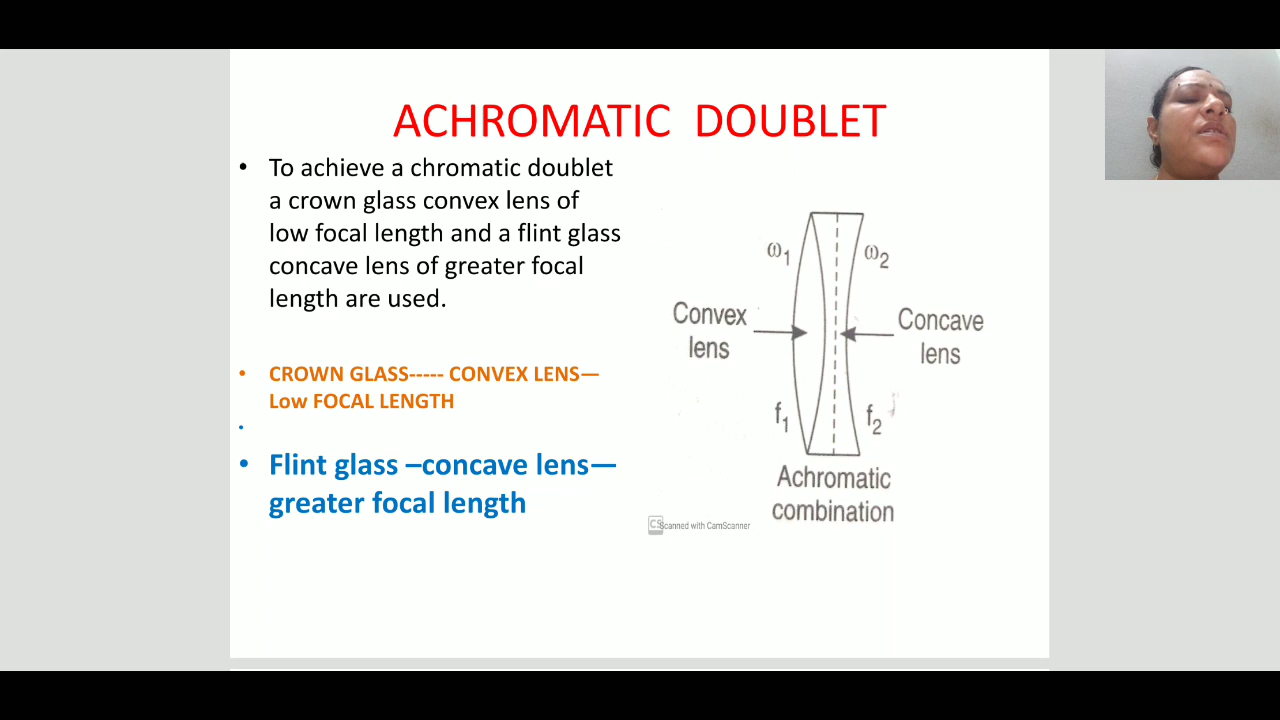 ACHROMATIC DOUBLET
• To achieve a chromatic doublet
a crown glass convex lens of
low focal length and a flint glass
concave lens of greater focal
length are used.
• CROWN GLASS----- CONVEX LENS—
Low FOCAL LENGTH
•
• Flint glass –concave lens—
greater focal length
ω1
ω2
Convex
lens
Concave
lens
f1
f2
Achromatic
combination
CS Scanned with CamScanner